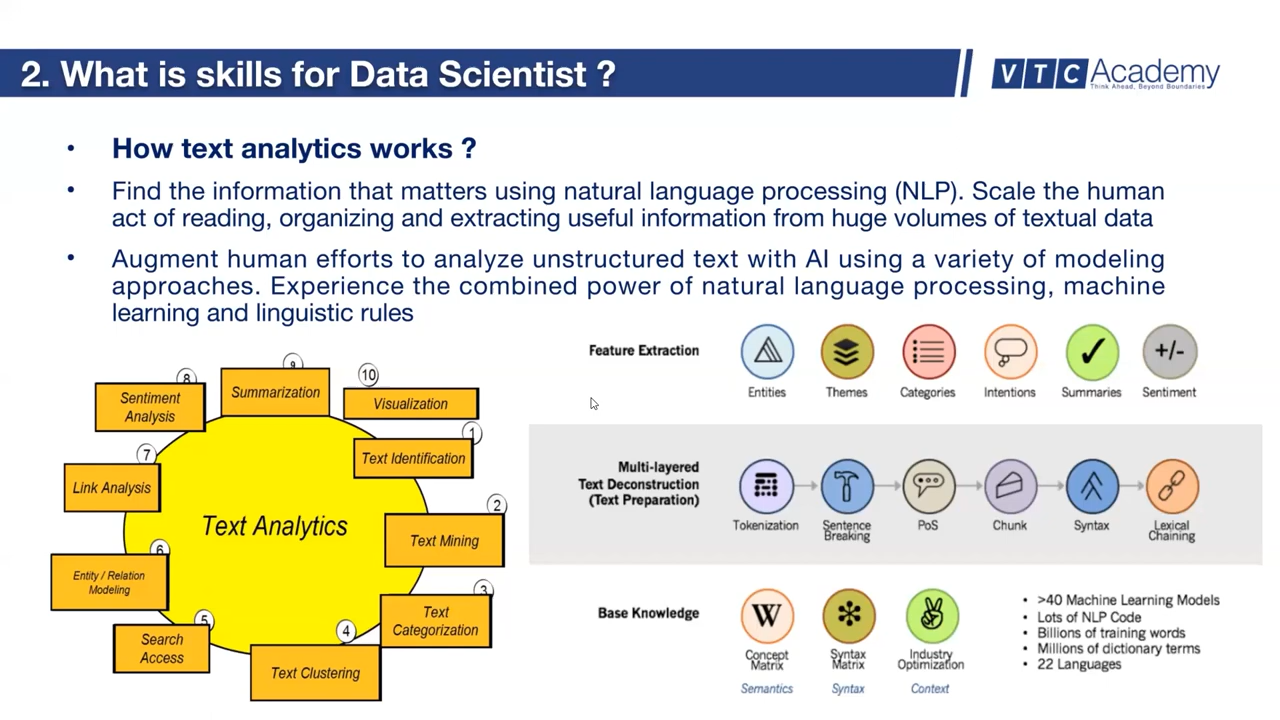 2. What is skills for Data Scientist ?
VTC Academy
Think Ahead, Beyond Boundaries
• How text analytics works ?
• Find the information that matters using natural language processing (NLP). Scale the human
act of reading, organizing and extracting useful information from huge volumes of textual data
• Augment human efforts to analyze unstructured text with AI using a variety of modeling
approaches. Experience the combined power of natural language processing, machine
learning and linguistic rules
Text Analytics
1
Text Identification
2
Text Mining
3
Text
Categorization
4
Text Clustering
5
Search
Access
6
Entity / Relation
Modeling
7
Link Analysis
8
Sentiment
Analysis
9
Summarization
10
Visualization
Feature Extraction
Entities
Themes
Categories
Intentions
Summaries
+/-
Sentiment
Multi-layered
Text Deconstruction
(Text Preparation)
Tokenization
Sentence
Breaking
PoS
Chunk
Syntax
Lexical
Chaining
Base Knowledge
W
Concept
Matrix
Semantics
Syntax
Matrix
Syntax
Industry
Optimization
Context
• >40 Machine Learning Models
• Lots of NLP Code
• Billions of training words
• Millions of dictionary terms
• 22 Languages